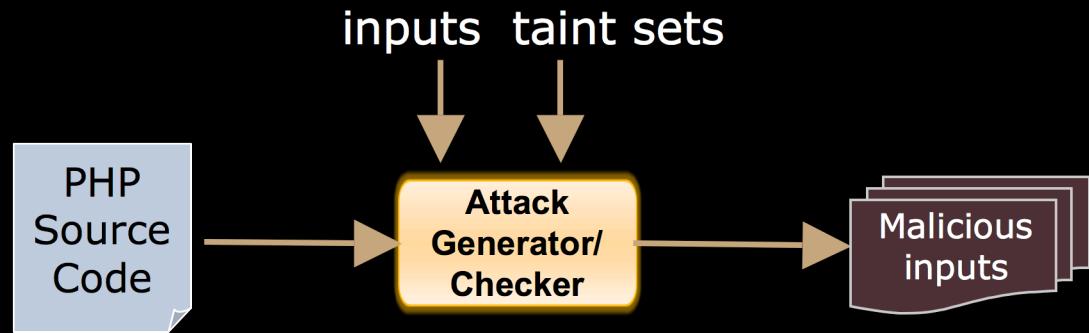 inputs taint sets
PHP
Source
Code
Attack
Generator/
Checker
Malicious
inputs